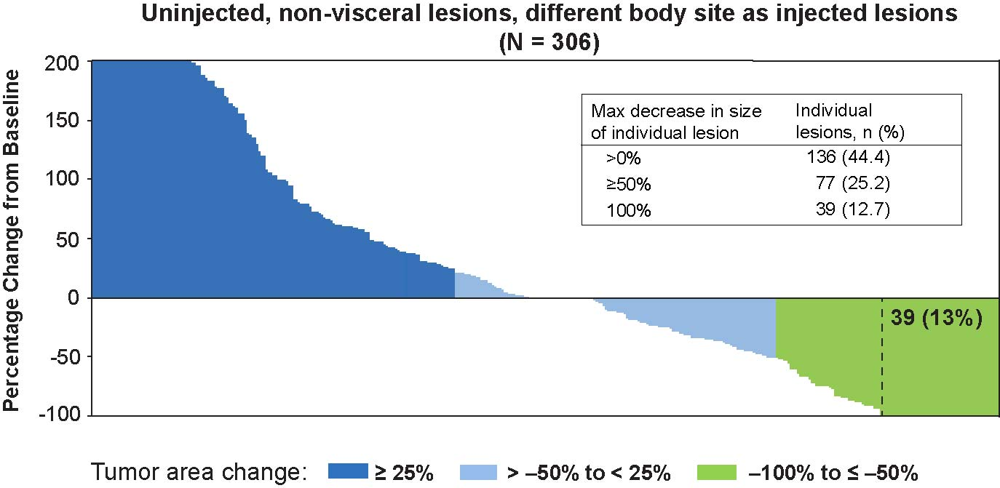 Uninjected, non-visceral lesions, different body site as injected lesions
(N = 306)
Percentage Change from Baseline
200
150
100
50
0
-50
-100
Max decrease in size of individual lesion
Individual lesions, n (%)
>0% 136 (44.4)
≥50% 77 (25.2)
100% 39 (12.7)
39 (13%)
Tumor area change: ≥ 25% > –50% to < 25% –100% to ≤ –50%